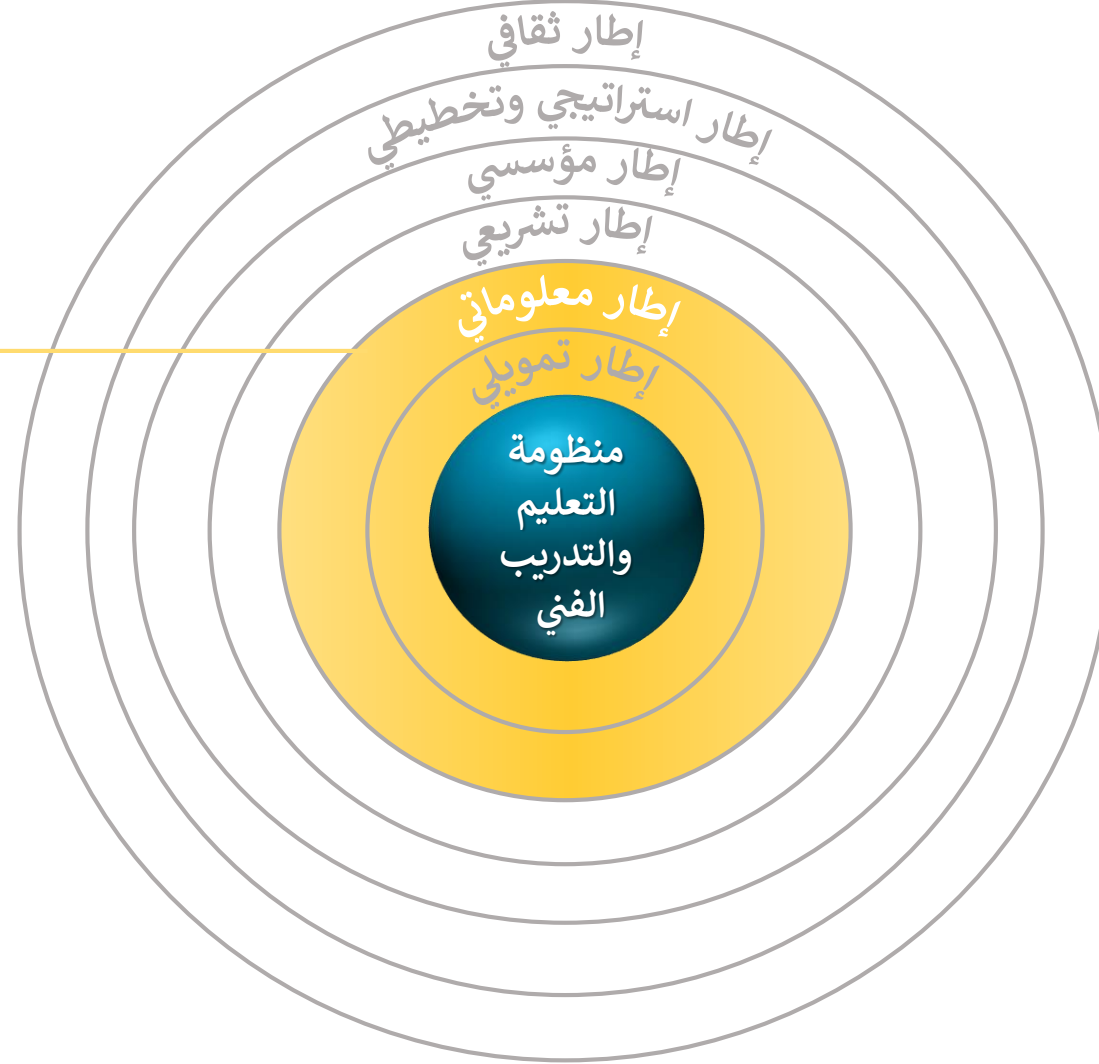 إطار ثقافي
إطار استراتيجي وتخطيطي
إطار مؤسسي
إطار تشريعي
إطار معلوماتي
إطار تمويلي
منظومة
التعليم
والتدريب
الفني